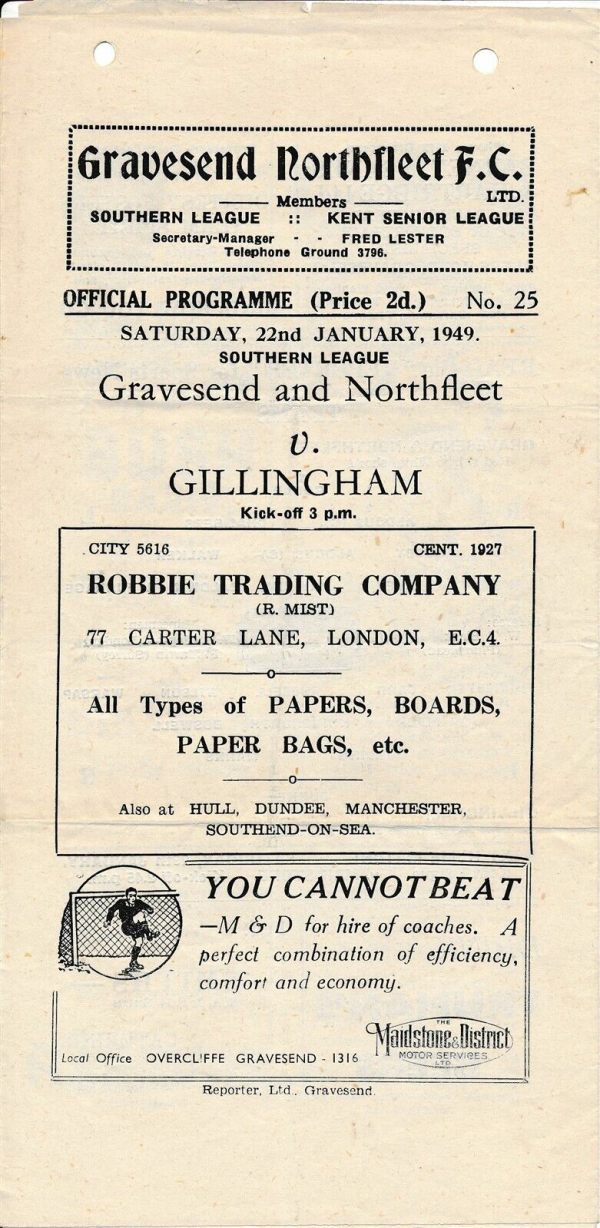 Gravesend Northfleet F.C.
LTD.
Members
SOUTHERN LEAGUE :: KENT SENIOR LEAGUE
Secretary-Manager - - FRED LESTER
Telephone Ground 3796.
OFFICIAL PROGRAMME (Price 2d.) No. 25
SATURDAY, 22nd JANUARY, 1949.
SOUTHERN LEAGUE
Gravesend and Northfleet
v.
GILLINGHAM
Kick-off 3 p.m.
CITY 5616 CENT. 1927
ROBBIE TRADING COMPANY
(R. MIST)
77 CARTER LANE, LONDON, E.C.4.
All Types of PAPERS, BOARDS,
PAPER BAGS, etc.
Also at HULL, DUNDEE, MANCHESTER,
SOUTHEND-ON-SEA.
YOU CANNOT BEAT
—M & D for hire of coaches. A
perfect combination of efficiency,
comfort and economy.
THE
Maidstone & District
MOTOR SERVICES
LTD
Local Office OVERCLIFFE GRAVESEND - 1316
Reporter, Ltd., Gravesend.